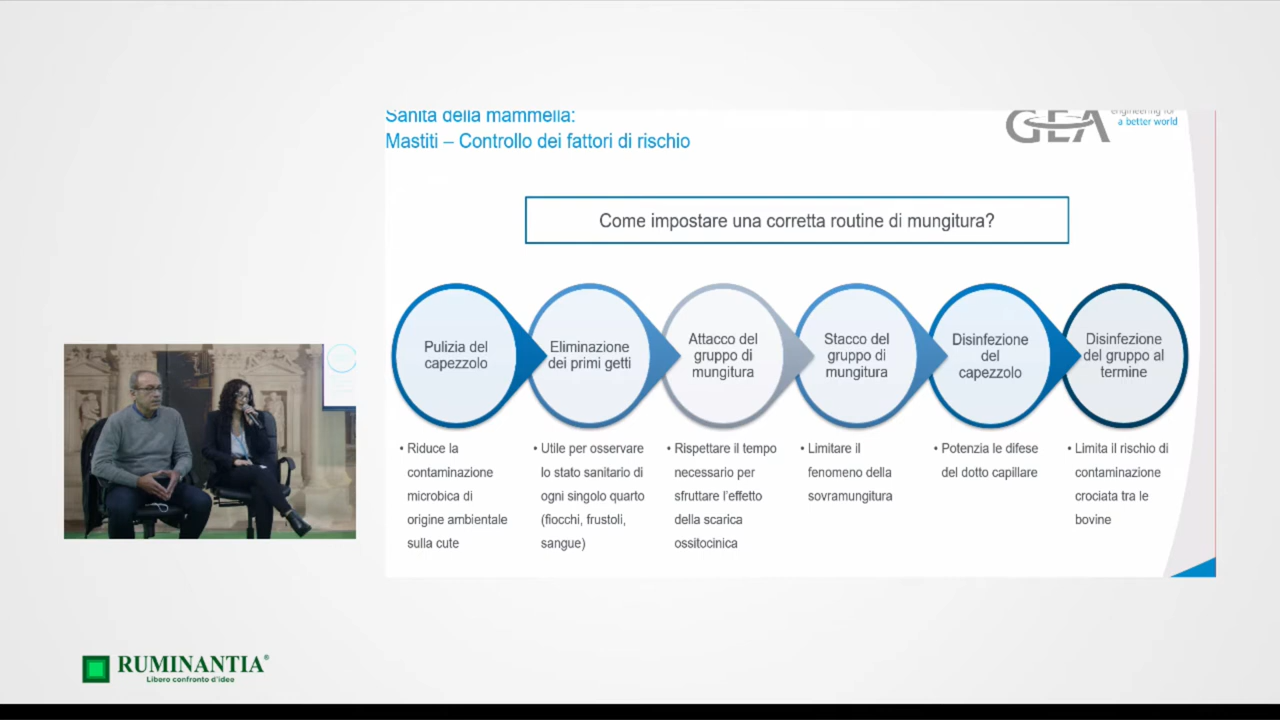 Sanità della mammella:
Mastiti – Controllo dei fattori di rischio
GEA
engineering for
a better world
Come impostare una corretta routine di mungitura?
Pulizia del
capezzolo
Eliminazione
dei primi getti
Attacco del
gruppo di
mungitura
Stacco del
gruppo di
mungitura
Disinfezione
del
capezzolo
Disinfezione
del gruppo al
termine
• Riduce la
contaminazione
microbica di
origine ambientale
sulla cute
• Utile per osservare
lo stato sanitario di
ogni singolo quarto
(fiocchi, frustoli,
sangue)
• Rispettare il tempo
necessario per
sfruttare l'effetto
della scarica
ossitocinica
• Limitare il
fenomeno della
sovramungitura
• Potenzia le difese
del dotto capillare
• Limita il rischio di
contaminazione
crociata tra le
bovine
RUMINANTIA®
Libero confronto d'idee